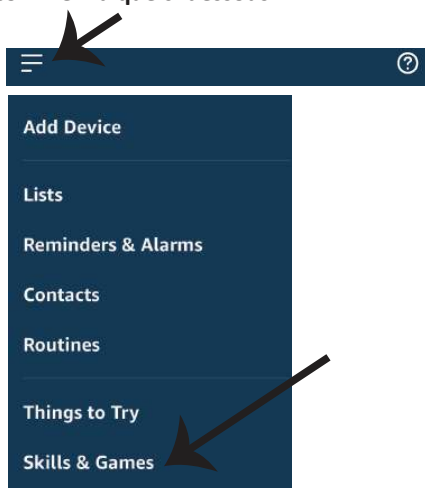 Add Device
Lists
Reminders & Alarms
Contacts
Routines
Things to Try
Skills & Games